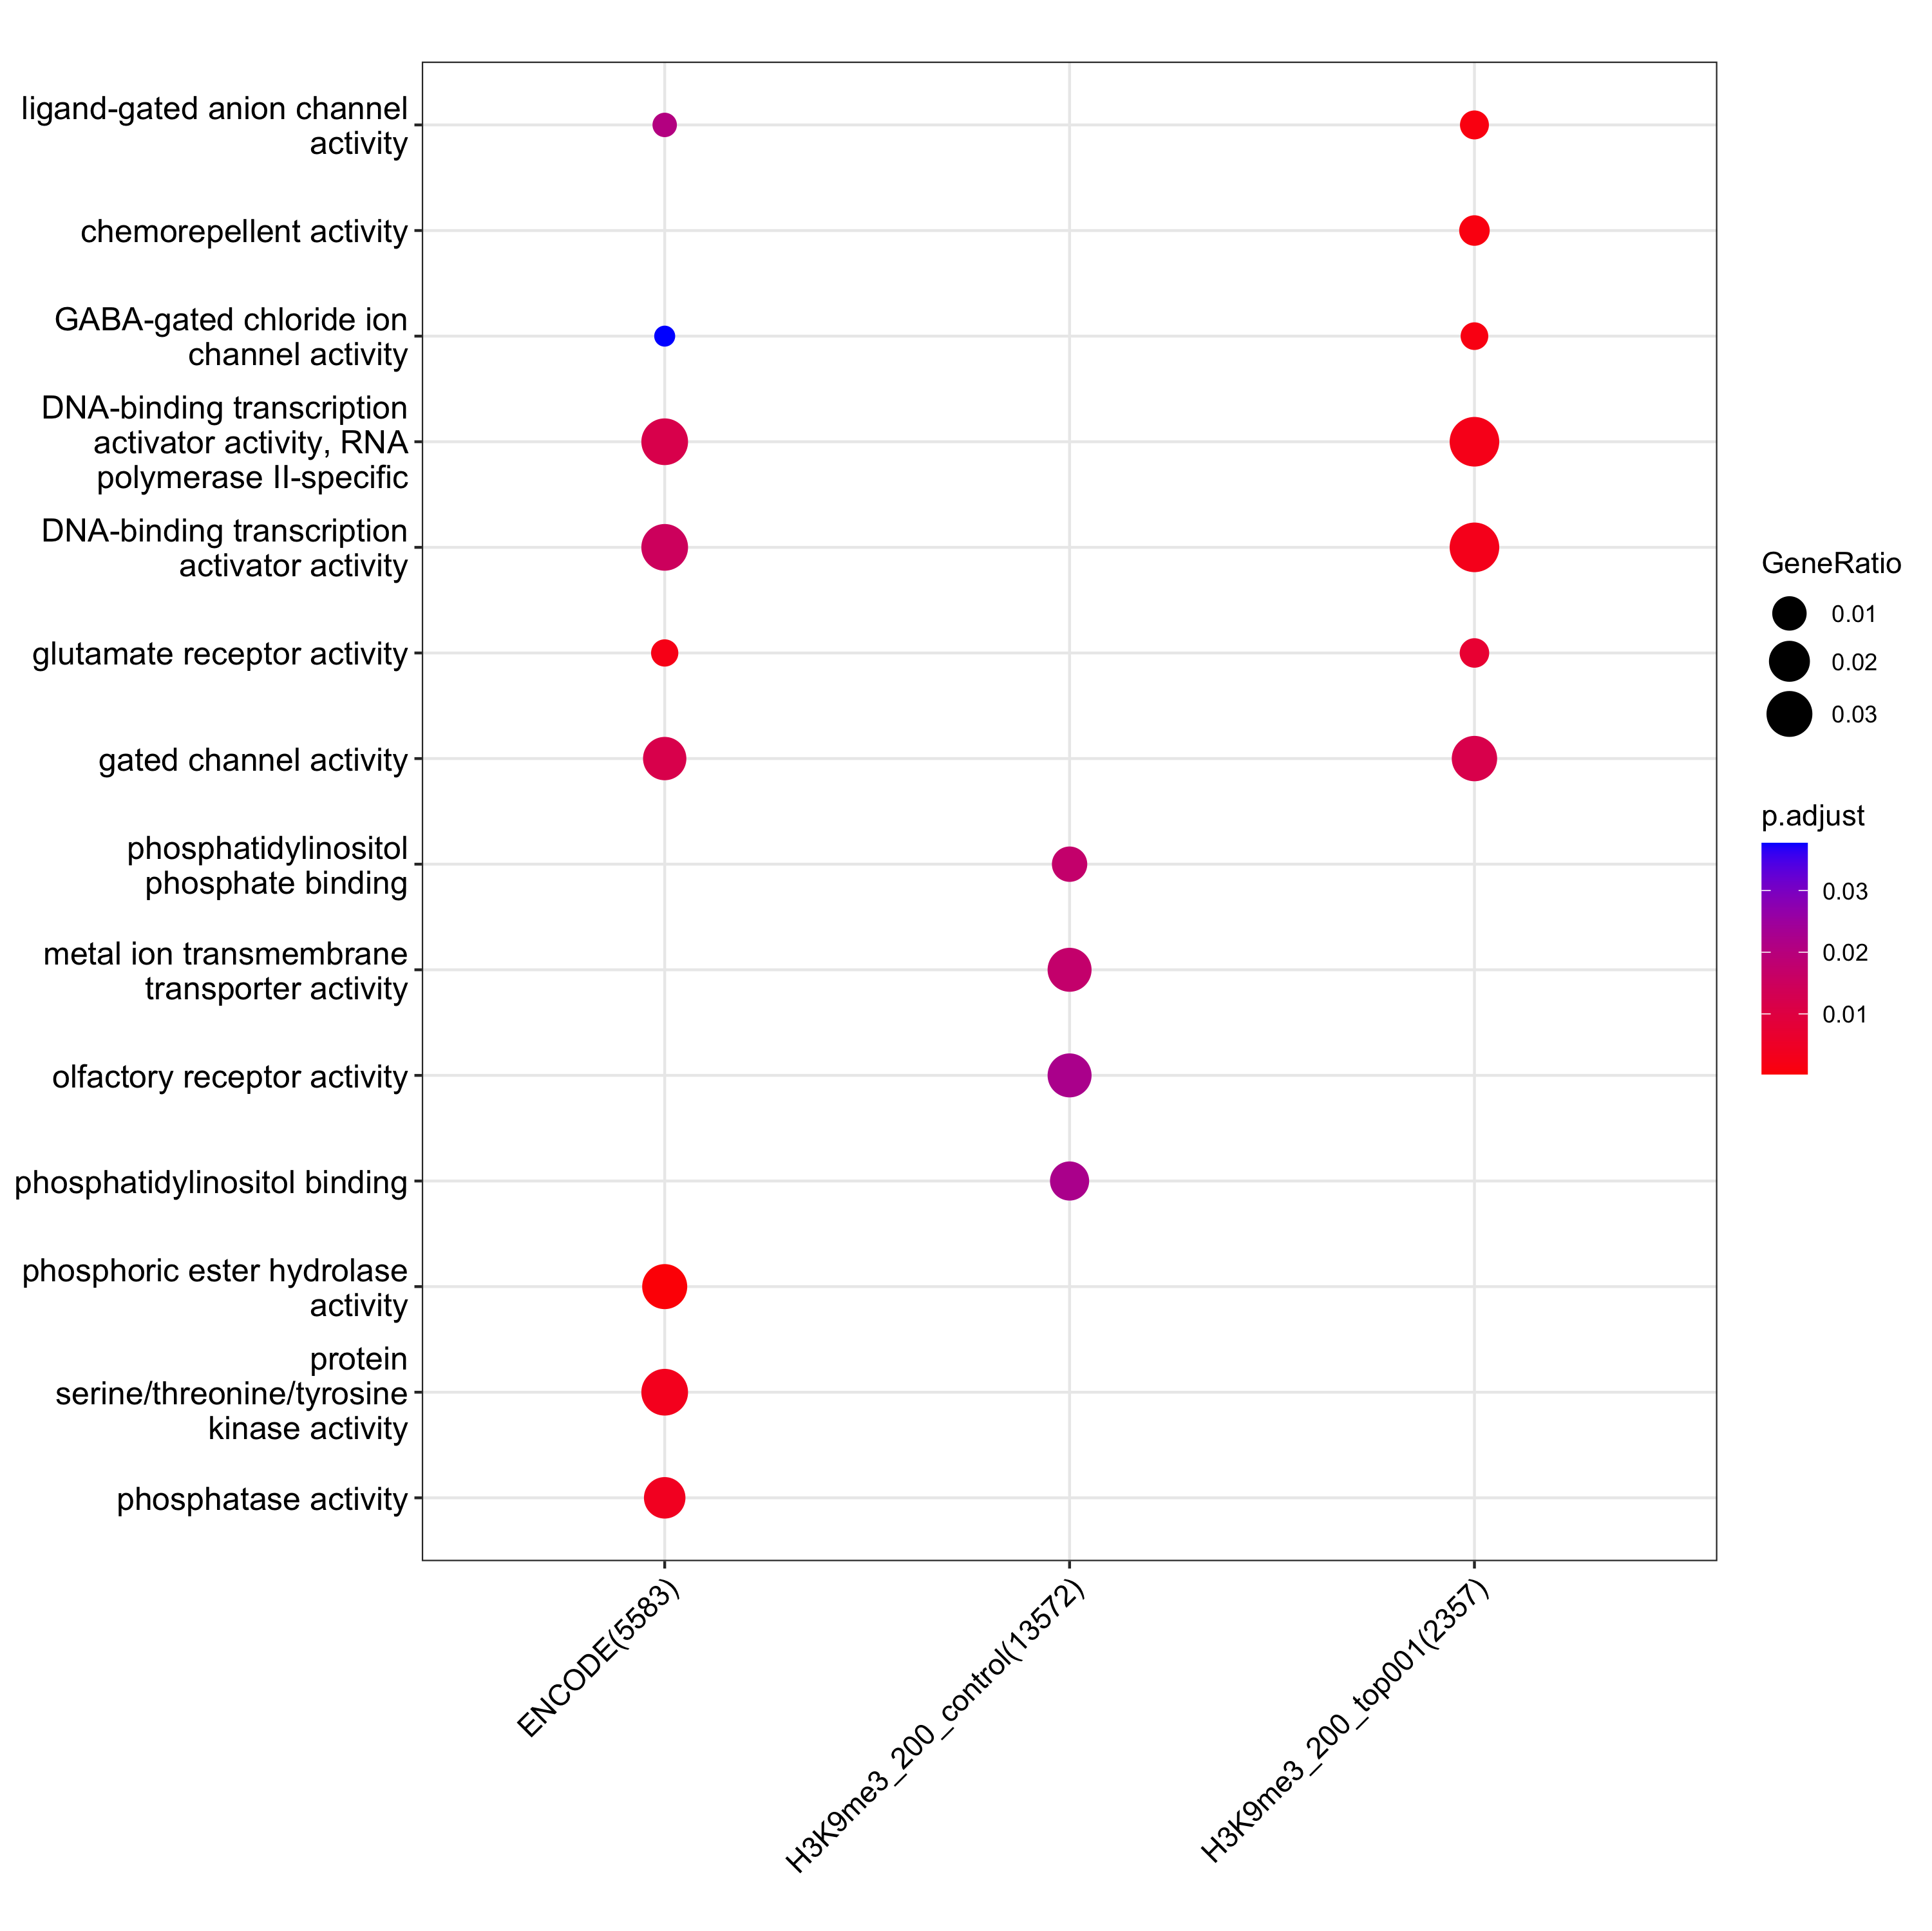 ligand-gated anion channel
activity
chemorepellent activity
GABA-gated chloride ion
channel activity
DNA-binding transcription
activator activity, RNA
polymerase II-specific
DNA-binding transcription
activator activity
glutamate receptor activity
gated channel activity
phosphatidylinositol
phosphate binding
metal ion transmembrane
transporter activity
olfactory receptor activity
phosphatidylinositol binding
phosphoric ester hydrolase
activity
protein
serine/threonine/tyrosine
kinase activity
phosphatase activity
ENCODE(5583)
H3K9me3_200_control(13572)
H3K9me3_200_top001(2357)
GeneRatio
0.01
0.02
0.03
p.adjust
0.03
0.02
0.01